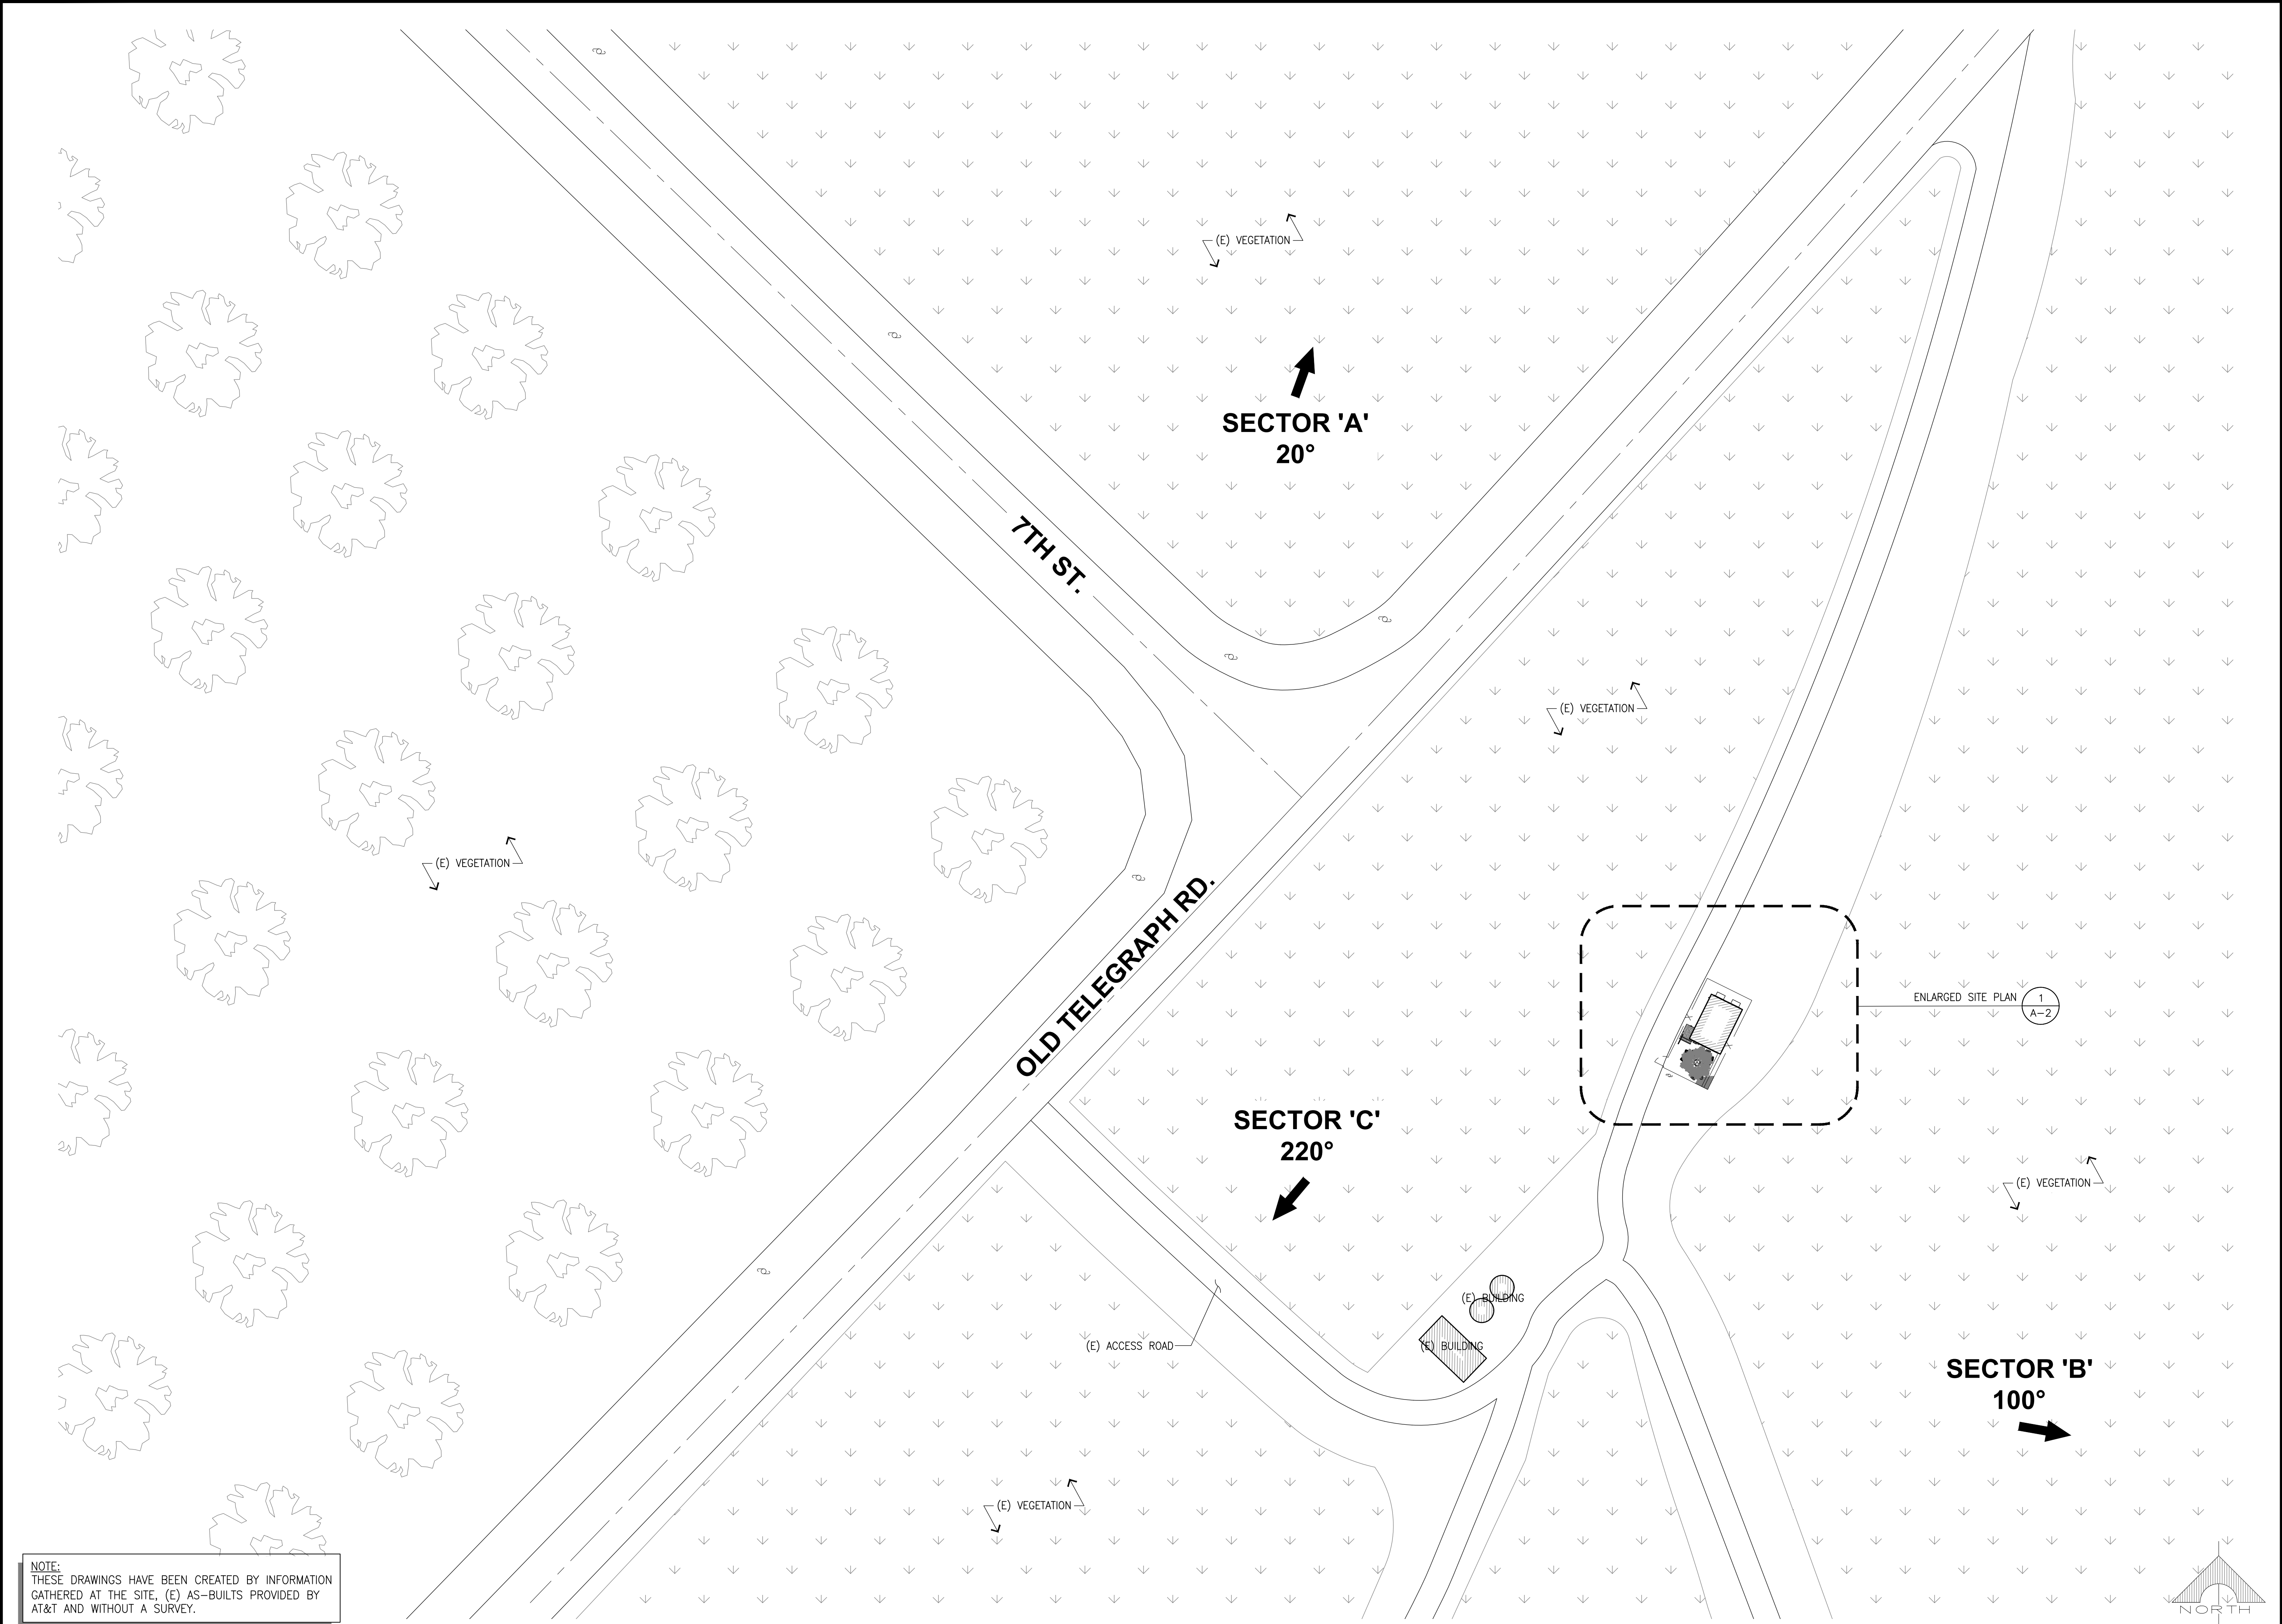 (E) VEGETATION
SECTOR 'A'
20°
7TH ST.
(E) VEGETATION
(E) VEGETATION
OLD TELEGRAPH RD.
ENLARGED SITE PLAN
1
A-2
SECTOR 'C'
220°
(E) VEGETATION
(E) BUILDING
(E) BUILDING
(E) ACCESS ROAD
SECTOR 'B'
100°
(E) VEGETATION
NOTE:
THESE DRAWINGS HAVE BEEN CREATED BY INFORMATION
GATHERED AT THE SITE, (E) AS-BUILTS PROVIDED BY
AT&T AND WITHOUT A SURVEY.
NORTH